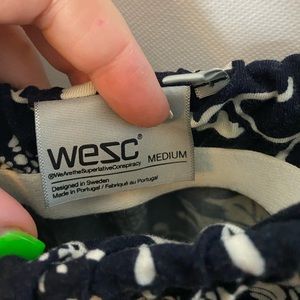 wesc®
MEDIUM
@WeAretheSuperlativeConspiracy
Designed in Sweden
Made in Portugal / Fabriqué au Portugal